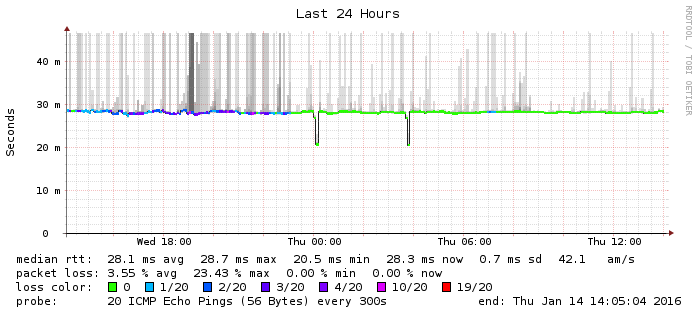 Last 24 Hours
RRDTOOL / TOBI OETIKER
Seconds
40 m
30 m
20 m
10 m
0
Wed 18:00 Thu 00:00 Thu 06:00 Thu 12:00
median rtt: 28.1 ms avg 28.7 ms max 20.5 ms min 28.3 ms now 0.7 ms sd 42.1 am/s
packet loss: 3.55 % avg 23.43 % max 0.00 % min 0.00 % now
loss color: 0 1/20 2/20 3/20 4/20 10/20 19/20
probe: 20 ICMP Echo Pings (56 Bytes) every 300s end: Thu Jan 14 14:05:04 2016